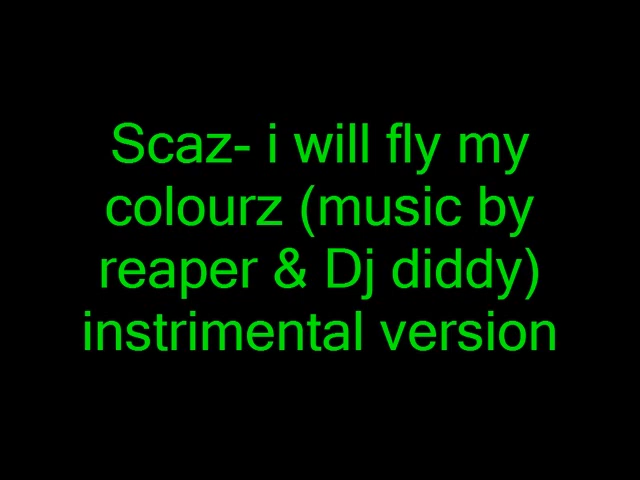 Scaz- i will fly my
colourz (music by
reaper & Dj diddy)
instrimental version